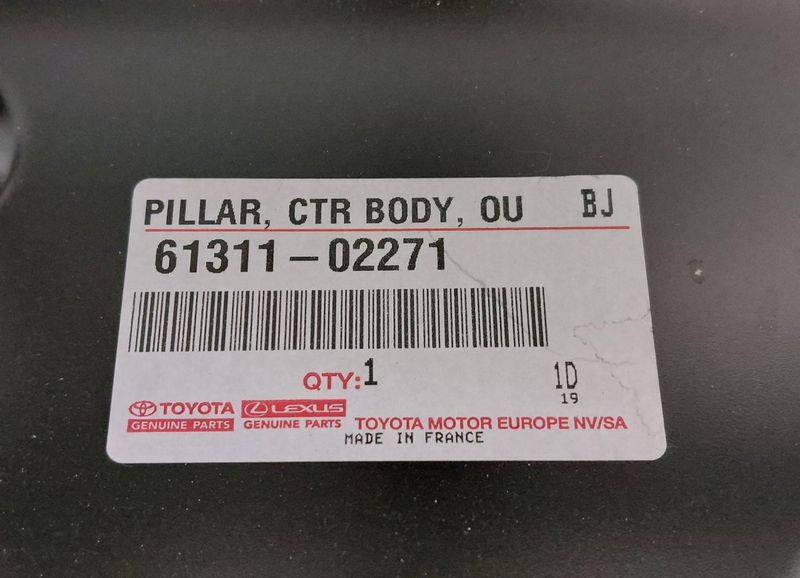 PILLAR, CTR BODY, OU BJ
61311-02271
QTY:1 1D
19
TOYOTA LEXUS
GENUINE PARTS GENUINE PARTS TOYOTA MOTOR EUROPE NV/SA
MADE IN FRANCE